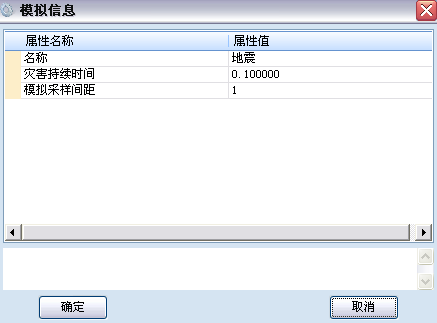 模拟信息
属性名称 属性值
名称 地震
灾害持续时间 0.100000
模拟采样间距 1
确定 取消